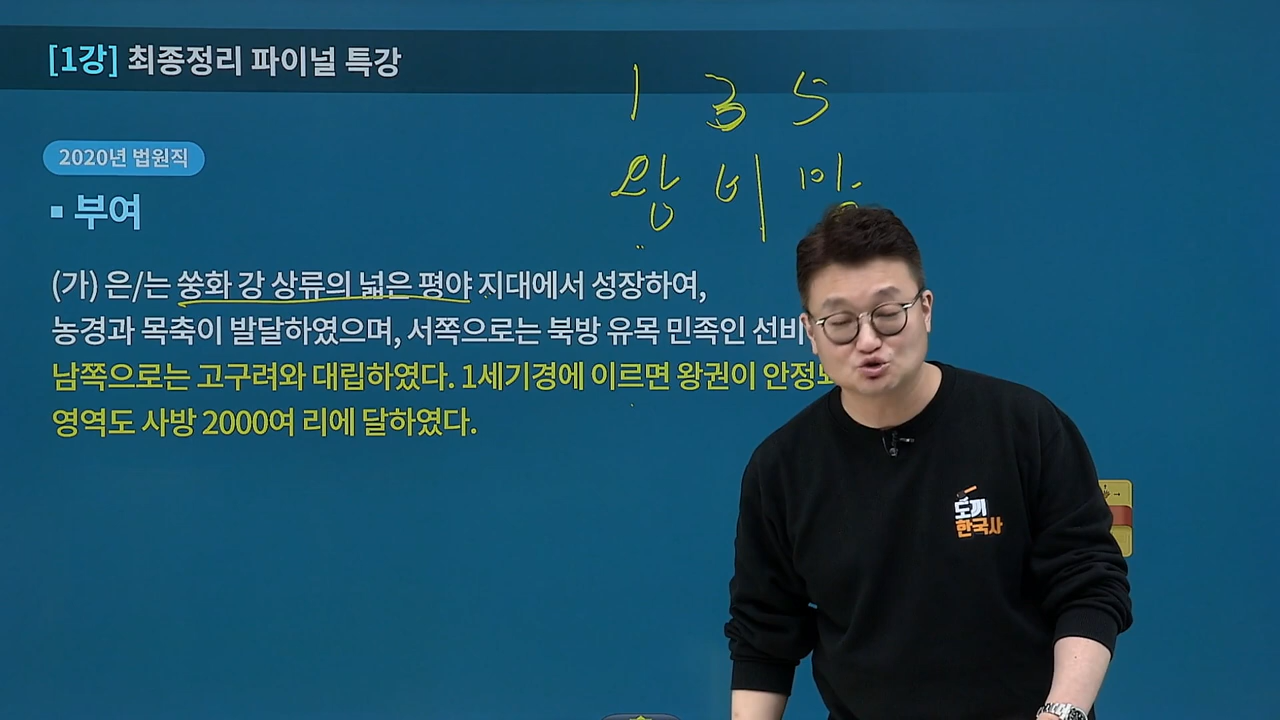 [1강] 최종정리 파이널 특강
1 3 5
왕 비 마
2020년 법원직
▪ 부여
(가) 은/는 쑹화 강 상류의 넓은 평야 지대에서 성장하여,
농경과 목축이 발달하였으며, 서쪽으로는 북방 유목 민족인 선비
남쪽으로는 고구려와 대립하였다. 1세기경에 이르면 왕권이 안정되
영역도 사방 2000여 리에 달하였다.
도끼
한국사